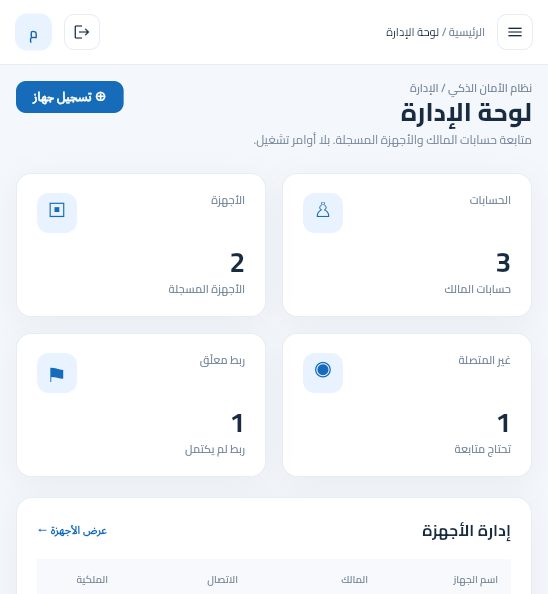 الرئيسية / لوحة الإدارة
م
نظام الأمان الذكي / الإدارة
لوحة الإدارة
متابعة حسابات المالك والأجهزة المسجلة. بلا أوامر تشغيل.
⊕ تسجيل جهاز
الحسابات
3
حسابات المالك
الأجهزة
2
الأجهزة المسجلة
غير المتصلة
1
تحتاج متابعة
ربط معلّق
1
ربط لم يكتمل
إدارة الأجهزة
عرض الأجهزة ←
اسم الجهاز المالك الاتصال الملكية